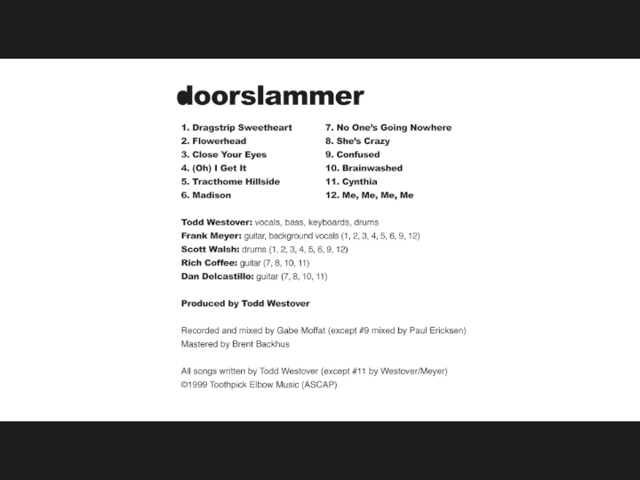 doorslammer
1. Dragstrip Sweetheart
2. Flowerhead
3. Close Your Eyes
4. (Oh) I Get It
5. Tracthome Hillside
6. Madison
7. No One's Going Nowhere
8. She's Crazy
9. Confused
10. Brainwashed
11. Cynthia
12. Me, Me, Me, Me
Todd Westover: vocals, bass, keyboards, drums
Frank Meyer: guitar, background vocals (1, 2, 3, 4, 5, 6, 9, 12)
Scott Walsh: drums (1, 2, 3, 4, 5, 6, 9, 12)
Rich Coffee: guitar (7, 8, 10, 11)
Dan Delcastillo: guitar (7, 8, 10, 11)
Produced by Todd Westover
Recorded and mixed by Gabe Moffat (except #9 mixed by Paul Ericksen)
Mastered by Brent Backhus
All songs written by Todd Westover (except #11 by Westover/Meyer)
©1999 Toothpick Elbow Music (ASCAP)